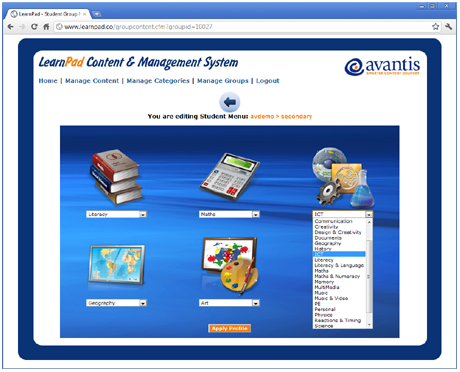 LearnPad - Student Group
www.learnpad.co/groupcontent.cfm?groupid=10027
LearnPad Content & Management System
avantis
Home | Manage Content | Manage Categories | Manage Groups | Logout
You are editing Student Menu: avdemo > secondary
Literacy
Maths
ICT
Communication
Creativity
Design & Creativity
Documents
Geography
History
ICT
Literacy
Literacy & Language
Maths
Maths & Numeracy
Memory
MultiMedia
Music
Music & Video
PE
Personal
Physics
Reactions & Timing
Science
Geography
Art
Apply Profile